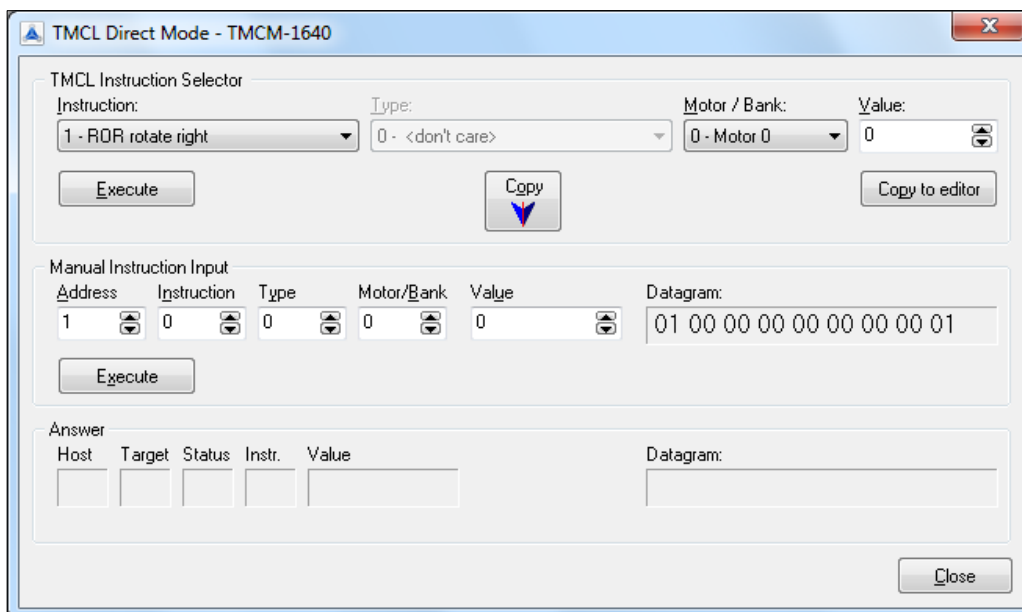 TMCL Direct Mode - TMCM-1640
TMCL Instruction Selector
Instruction: Type: Motor / Bank: Value:
1 - ROR rotate right 0 - <don't care> 0 - Motor 0 0
Execute Copy Copy to editor
Manual Instruction Input
Address Instruction Type Motor/Bank Value Datagram:
1 0 0 0 0 01 00 00 00 00 00 00 00 01
Execute
Answer
Host Target Status Instr. Value Datagram:
Close